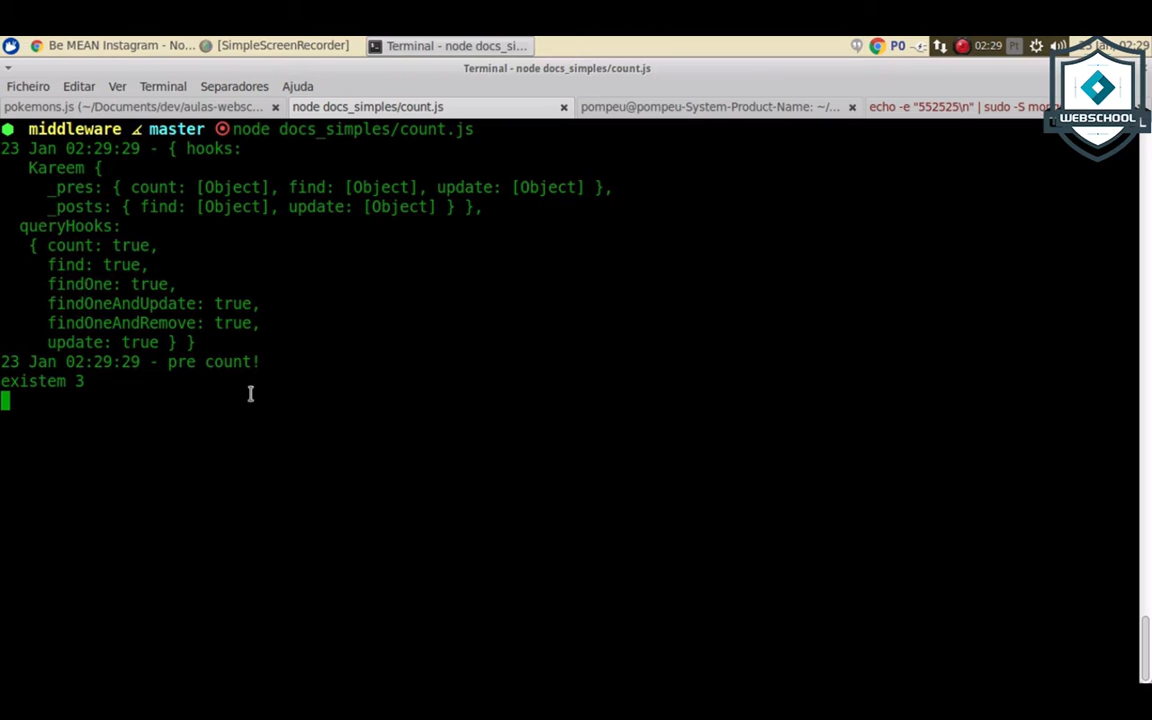 Be MEAN Instagram - No...
[SimpleScreenRecorder]
Terminal - node docs_si...
PO
02:29
Pt
Terminal - node docs_simples/count.js
Ficheiro Editar Ver Terminal Separadores Ajuda
pokemons.js (~/Documents/dev/aulas-websc...
node docs_simples/count.js
pompeu@pompeu-System-Product-Name: ~/...
echo -e "552525\n" | sudo -S mon
WEBSCHOOL
middleware master node docs_simples/count.js
23 Jan 02:29:29 - { hooks:
Kareem {
_pres: { count: [Object], find: [Object], update: [Object] },
_posts: { find: [Object], update: [Object] } },
queryHooks:
{ count: true,
find: true,
findOne: true,
findOneAndUpdate: true,
findOneAndRemove: true,
update: true } }
23 Jan 02:29:29 - pre count!
existem 3